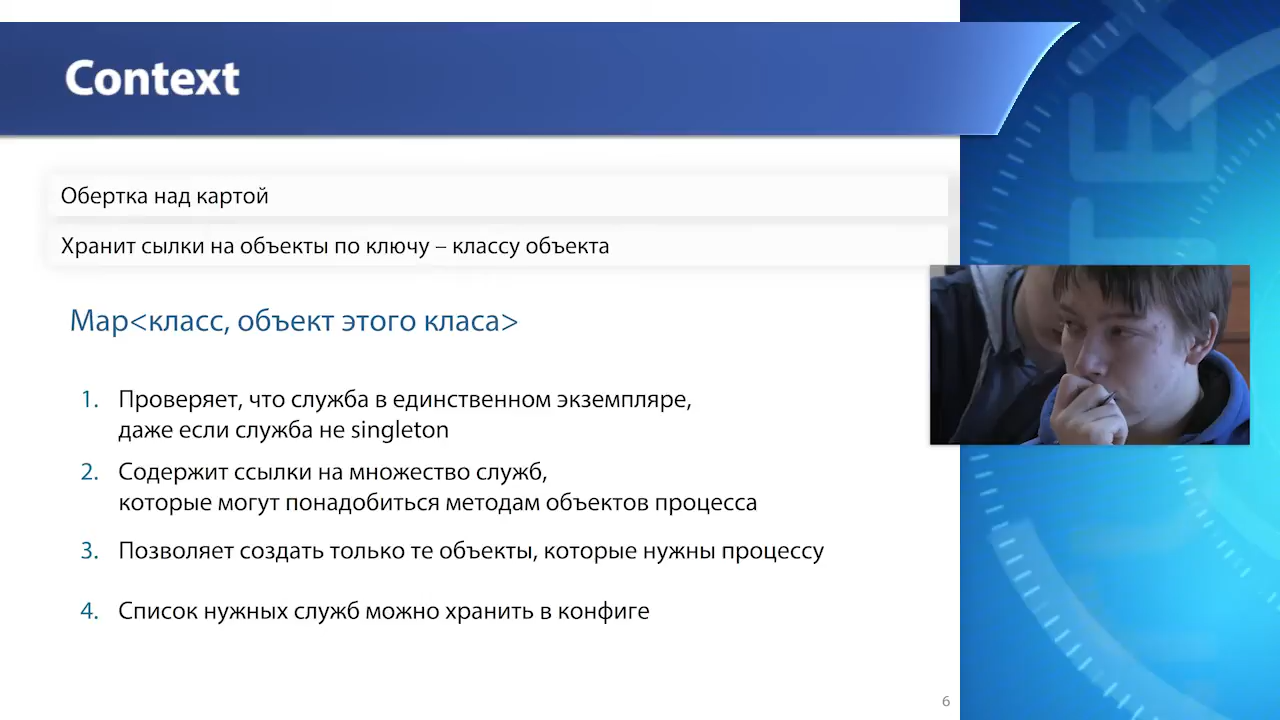 Context
Обертка над картой
Хранит сылки на объекты по ключу – классу объекта
Map<класс, объект этого класа>
1. Проверяет, что служба в единственном экземпляре,
даже если служба не singleton
2. Содержит ссылки на множество служб,
которые могут понадобиться методам объектов процесса
3. Позволяет создать только те объекты, которые нужны процессу
4. Список нужных служб можно хранить в конфиге
6